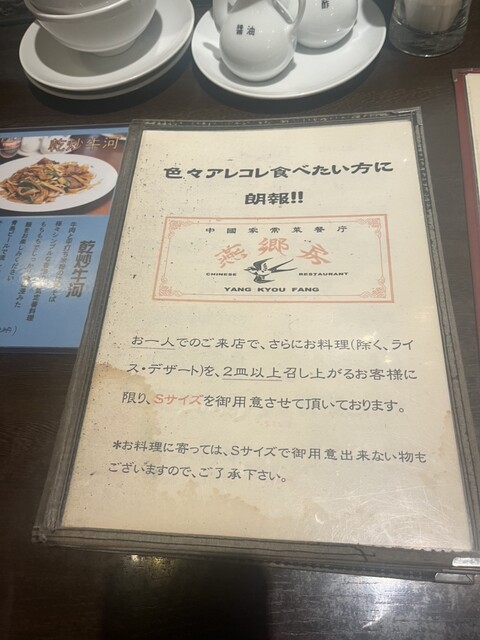 醤油
酢
乾炒牛河
乾炒牛河
色々アレコレ食べたい方に
朗報!!
中國家常菜餐庁
燕郷房
CHINESE RESTAURANT
YANG KYOU FANG
お一人でのご来店で、さらにお料理(除く、ライ
ス・デザート)を、2皿以上召し上がるお客様に
限り、Sサイズを御用意させて頂いております。
*お料理に寄っては、Sサイズで御用意出来ない物も
ございますので、ご了承下さい。